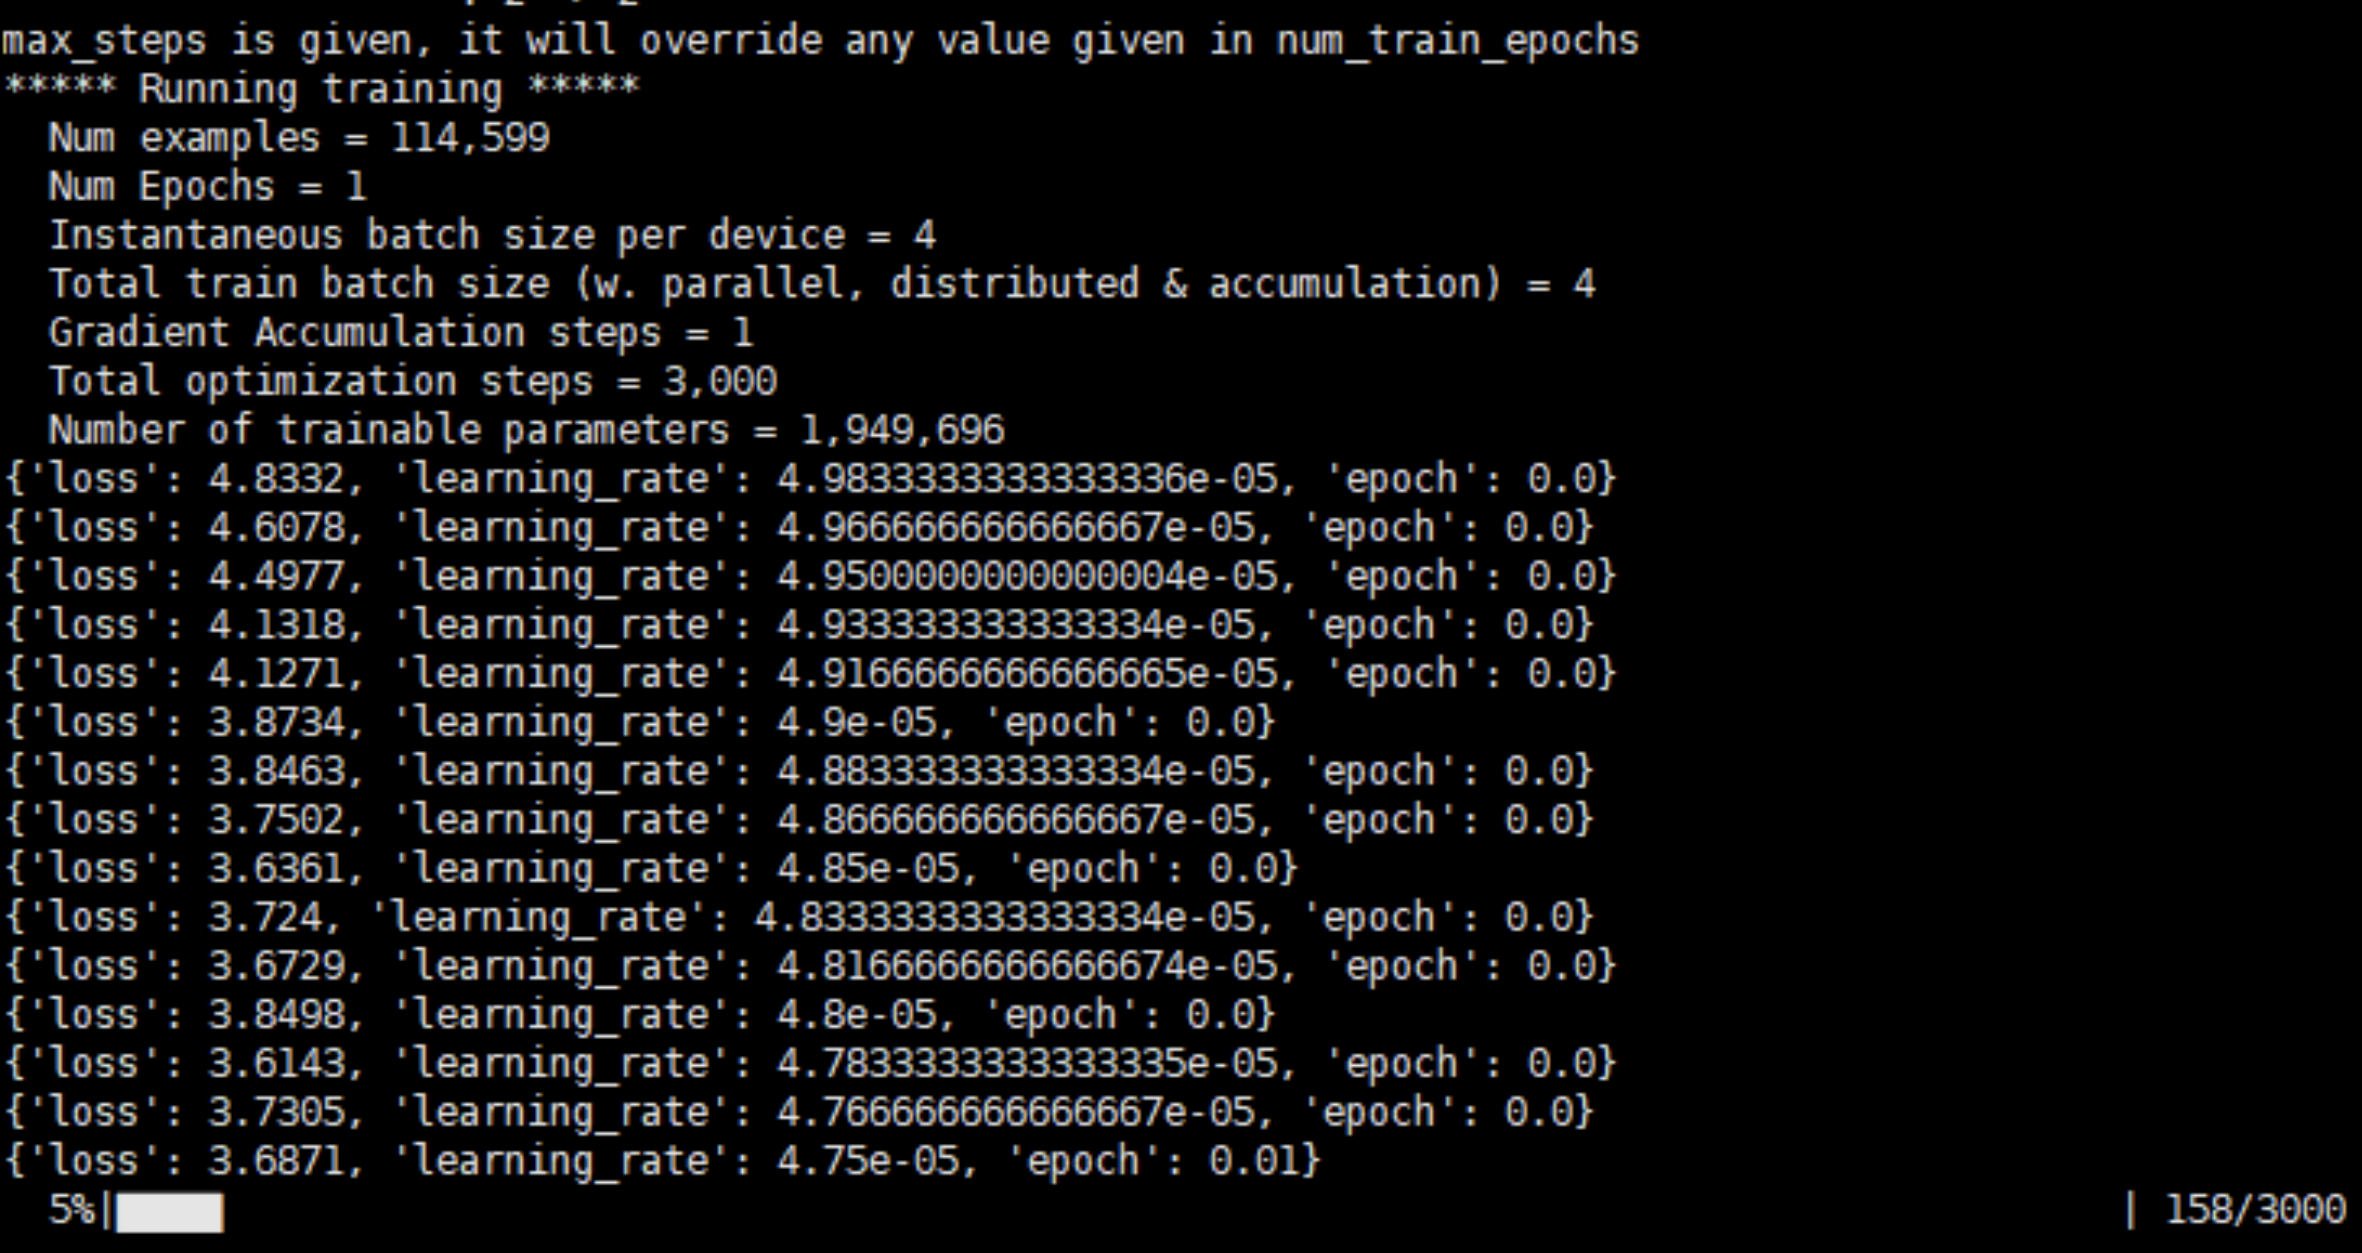 max_steps is given, it will override any value given in num_train_epochs
***** Running training *****
  Num examples = 114,599
  Num Epochs = 1
  Instantaneous batch size per device = 4
  Total train batch size (w. parallel, distributed & accumulation) = 4
  Gradient Accumulation steps = 1
  Total optimization steps = 3,000
  Number of trainable parameters = 1,949,696
{'loss': 4.8332, 'learning_rate': 4.9833333333333336e-05, 'epoch': 0.0}
{'loss': 4.6078, 'learning_rate': 4.966666666666667e-05, 'epoch': 0.0}
{'loss': 4.4977, 'learning_rate': 4.9500000000000004e-05, 'epoch': 0.0}
{'loss': 4.1318, 'learning_rate': 4.933333333333334e-05, 'epoch': 0.0}
{'loss': 4.1271, 'learning_rate': 4.9166666666666665e-05, 'epoch': 0.0}
{'loss': 3.8734, 'learning_rate': 4.9e-05, 'epoch': 0.0}
{'loss': 3.8463, 'learning_rate': 4.883333333333334e-05, 'epoch': 0.0}
{'loss': 3.7502, 'learning_rate': 4.866666666666667e-05, 'epoch': 0.0}
{'loss': 3.6361, 'learning_rate': 4.85e-05, 'epoch': 0.0}
{'loss': 3.724, 'learning_rate': 4.8333333333333334e-05, 'epoch': 0.0}
{'loss': 3.6729, 'learning_rate': 4.8166666666666674e-05, 'epoch': 0.0}
{'loss': 3.8498, 'learning_rate': 4.8e-05, 'epoch': 0.0}
{'loss': 3.6143, 'learning_rate': 4.7833333333333335e-05, 'epoch': 0.0}
{'loss': 3.7305, 'learning_rate': 4.766666666666667e-05, 'epoch': 0.0}
{'loss': 3.6871, 'learning_rate': 4.75e-05, 'epoch': 0.01}
  5%| | 158/3000